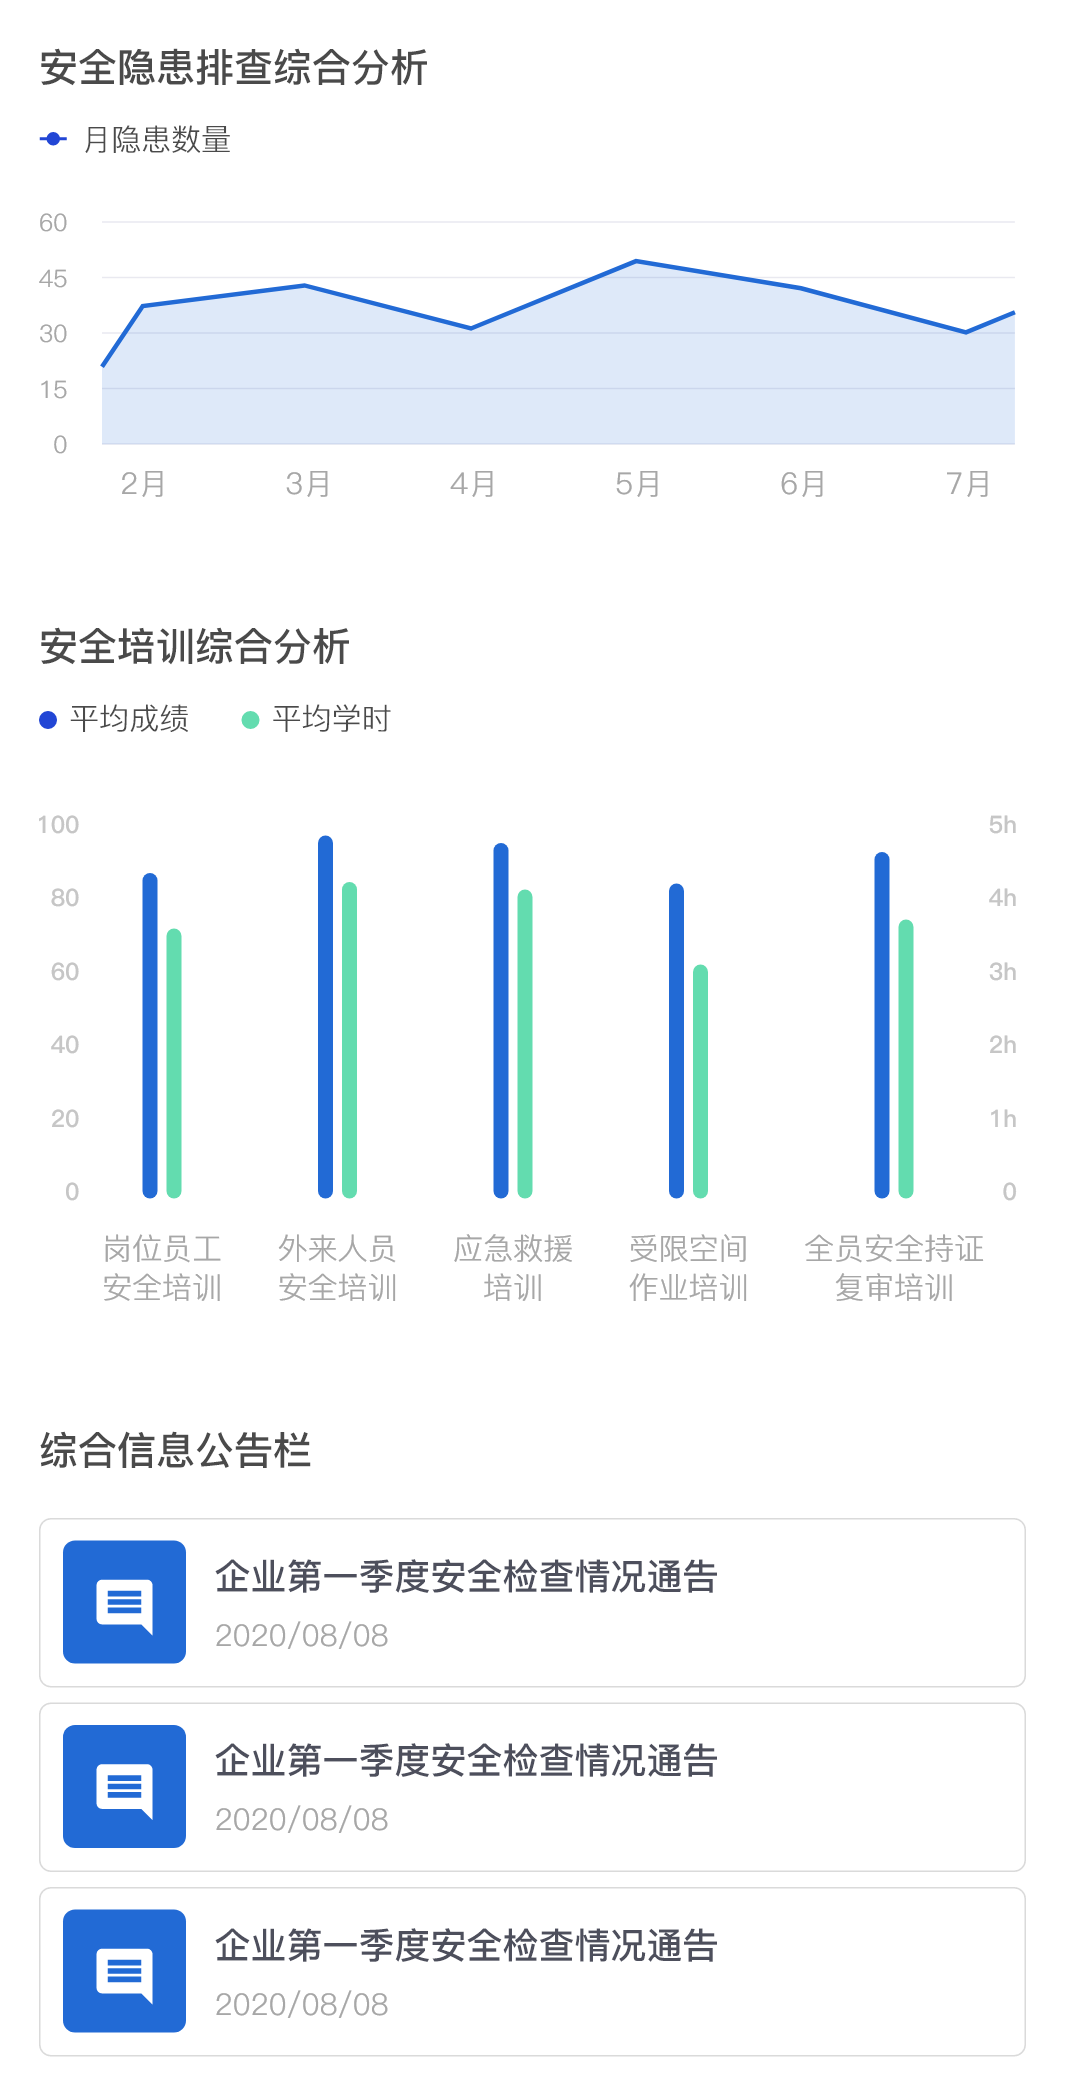 安全隐患排查综合分析
月隐患数量
60
45
30
15
0
2月 3月 4月 5月 6月 7月
安全培训综合分析
平均成绩 平均学时
100 5h
80 4h
60 3h
40 2h
20 1h
0 0
岗位员工 外来人员 应急救援 受限空间 全员安全持证
安全培训 安全培训 培训 作业培训 复审培训
综合信息公告栏
企业第一季度安全检查情况通告
2020/08/08
企业第一季度安全检查情况通告
2020/08/08
企业第一季度安全检查情况通告
2020/08/08